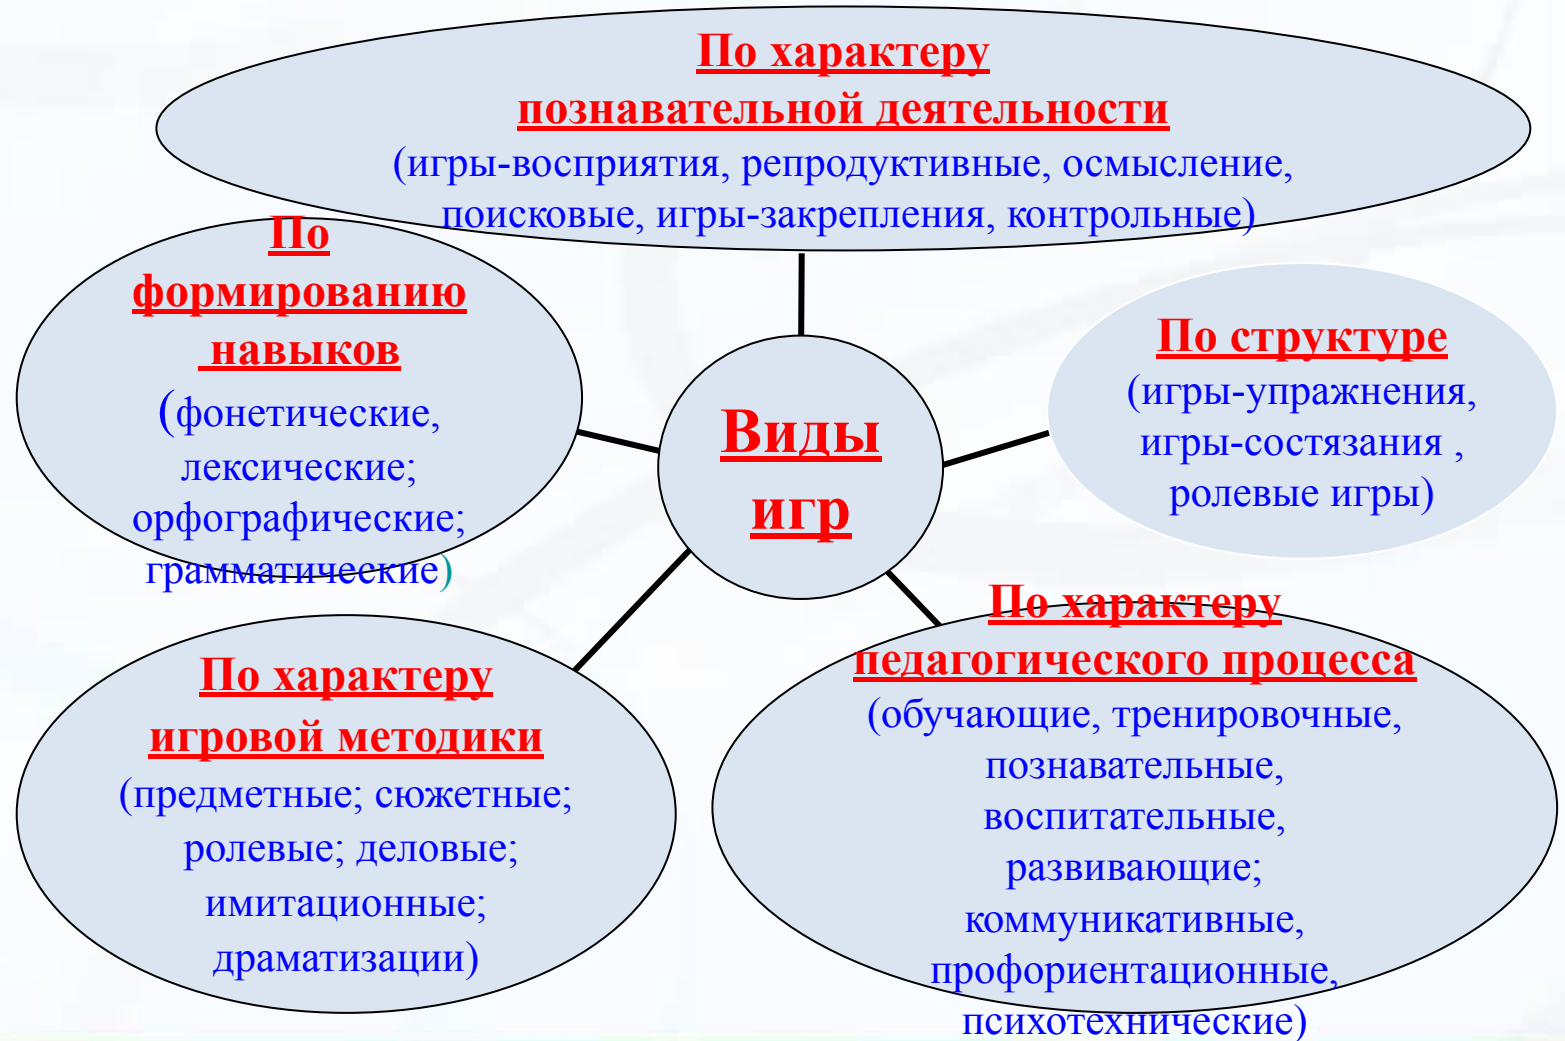 По характеру
познавательной деятельности
(игры-восприятия, репродуктивные, осмысление,
поисковые, игры-закрепления, контрольные)
По
формированию
навыков
(фонетические,
лексические;
орфографические;
грамматические)
По структуре
(игры-упражнения,
игры-состязания ,
ролевые игры)
Виды
игр
По характеру
игровой методики
(предметные; сюжетные;
ролевые; деловые;
имитационные;
драматизации)
По характеру
педагогического процесса
(обучающие, тренировочные,
познавательные,
воспитательные,
развивающие;
коммуникативные,
профориентационные,
психотехнические)